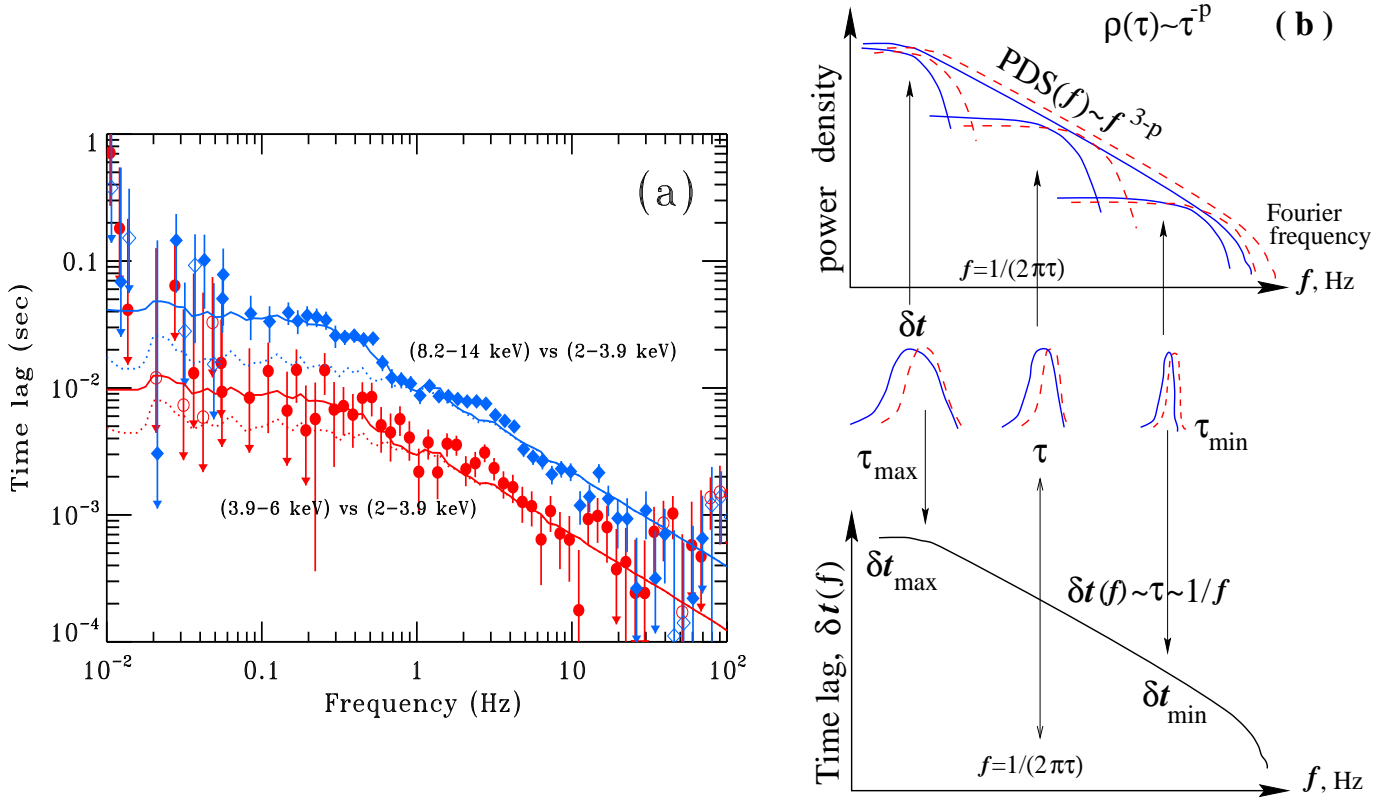 1
0.1
10⁻²
10⁻³
10⁻⁴
Time lag (sec)
(a)
(8.2−14 keV) vs (2−3.9 keV)
(3.9−6 keV) vs (2−3.9 keV)
10⁻² 0.1 1 10 10²
Frequency (Hz)
ρ(τ)~τ⁻ᵖ
(b)
power density
PDS(f)~f ³⁻ᵖ
Fourier
frequency
f=1/(2πτ)
f, Hz
δt
τmax
τ
τmin
Time lag, δt(f)
δtmax
δt(f)~τ~1/f
δtmin
f=1/(2πτ)
f, Hz